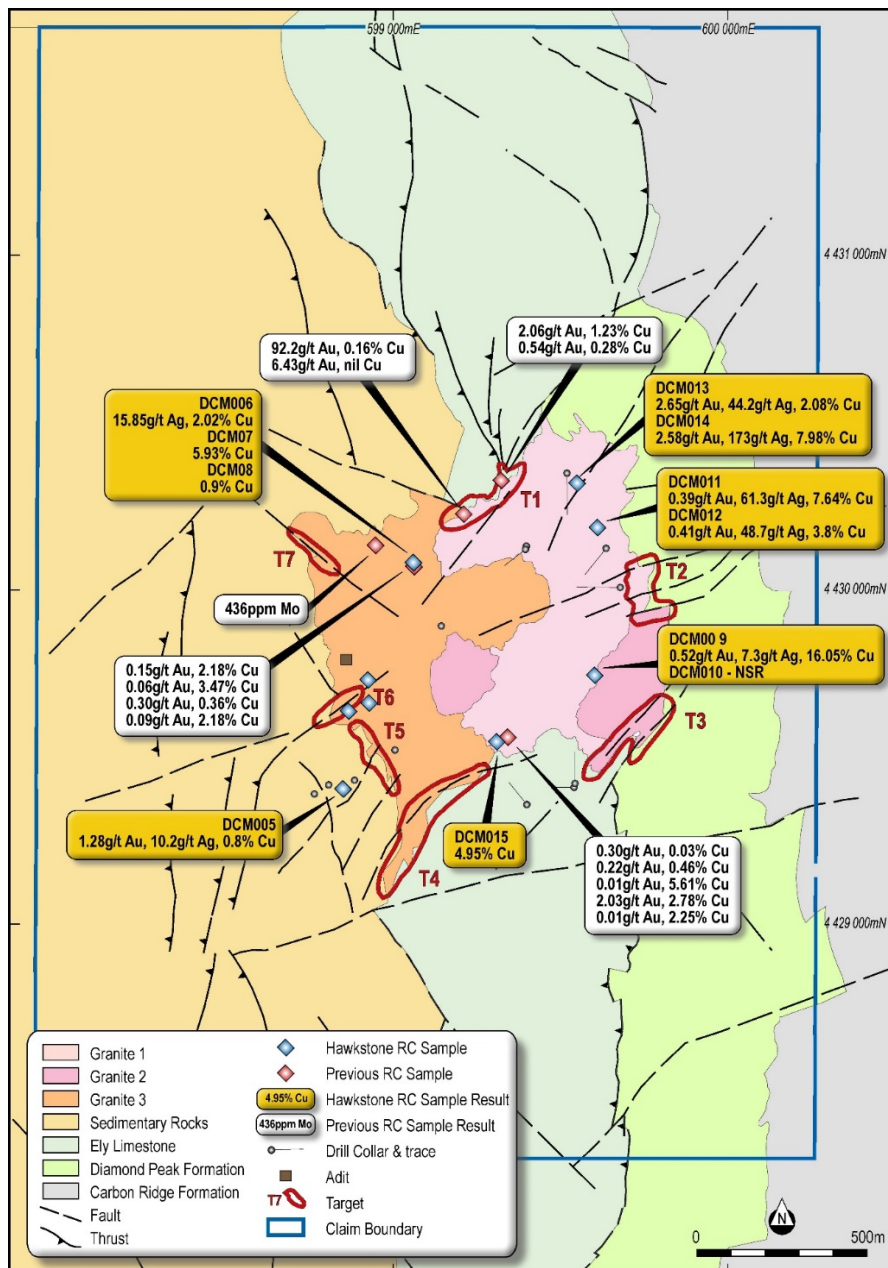 599 000mE
600 000mE
4 431 000mN
92.2g/t Au, 0.16% Cu
6.43g/t Au, nil Cu
2.06g/t Au, 1.23% Cu
0.54g/t Au, 0.28% Cu
DCM006
15.85g/t Ag, 2.02% Cu
DCM07
5.93% Cu
DCM08
0.9% Cu
DCM013
2.65g/t Au, 44.2g/t Ag, 2.08% Cu
DCM014
2.58g/t Au, 173g/t Ag, 7.98% Cu
DCM011
0.39g/t Au, 61.3g/t Ag, 7.64% Cu
DCM012
0.41g/t Au, 48.7g/t Ag, 3.8% Cu
T1
T7
T2
4 430 000mN
436ppm Mo
DCM00 9
0.52g/t Au, 7.3g/t Ag, 16.05% Cu
DCM010 - NSR
0.15g/t Au, 2.18% Cu
0.06g/t Au, 3.47% Cu
0.30g/t Au, 0.36% Cu
0.09g/t Au, 2.18% Cu
T6
T5
T3
DCM005
1.28g/t Au, 10.2g/t Ag, 0.8% Cu
DCM015
4.95% Cu
T4
0.30g/t Au, 0.03% Cu
0.22g/t Au, 0.46% Cu
0.01g/t Au, 5.61% Cu
2.03g/t Au, 2.78% Cu
0.01g/t Au, 2.25% Cu
4 429 000mN
Granite 1
Granite 2
Granite 3
Sedimentary Rocks
Ely Limestone
Diamond Peak Formation
Carbon Ridge Formation
Fault
Thrust
Hawkstone RC Sample
Previous RC Sample
4.95% Cu
Hawkstone RC Sample Result
436ppm Mo
Previous RC Sample Result
Drill Collar & trace
Adit
T7
Target
Claim Boundary
N
0
500m